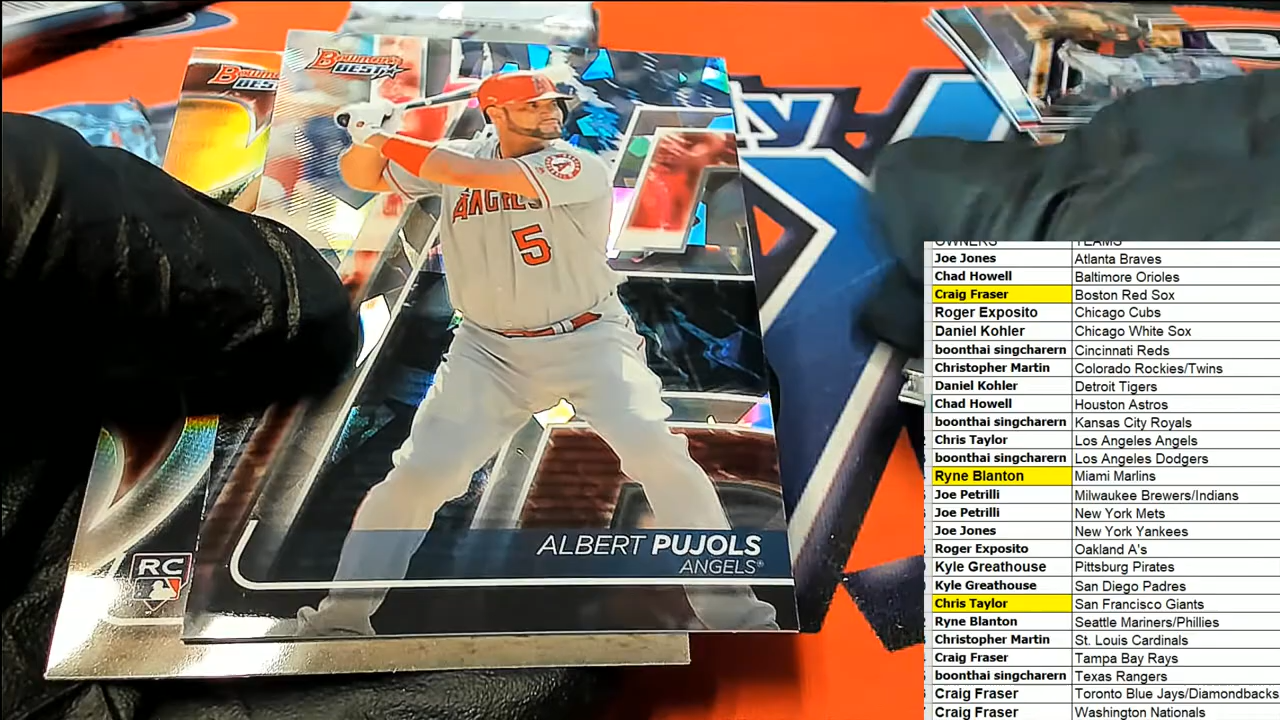 Bowman's
BEST
Bowman's
BEST
A
ANGELS
5
ALBERT PUJOLS
ANGELS®
RC
OWNERS TEAMS
Joe Jones Atlanta Braves
Chad Howell Baltimore Orioles
Craig Fraser Boston Red Sox
Roger Exposito Chicago Cubs
Daniel Kohler Chicago White Sox
boonthai singcharern Cincinnati Reds
Christopher Martin Colorado Rockies/Twins
Daniel Kohler Detroit Tigers
Chad Howell Houston Astros
boonthai singcharern Kansas City Royals
Chris Taylor Los Angeles Angels
boonthai singcharern Los Angeles Dodgers
Ryne Blanton Miami Marlins
Joe Petrilli Milwaukee Brewers/Indians
Joe Petrilli New York Mets
Joe Jones New York Yankees
Roger Exposito Oakland A's
Kyle Greathouse Pittsburg Pirates
Kyle Greathouse San Diego Padres
Chris Taylor San Francisco Giants
Ryne Blanton Seattle Mariners/Phillies
Christopher Martin St. Louis Cardinals
Craig Fraser Tampa Bay Rays
boonthai singcharern Texas Rangers
Craig Fraser Toronto Blue Jays/Diamondbacks
Craig Fraser Washington Nationals